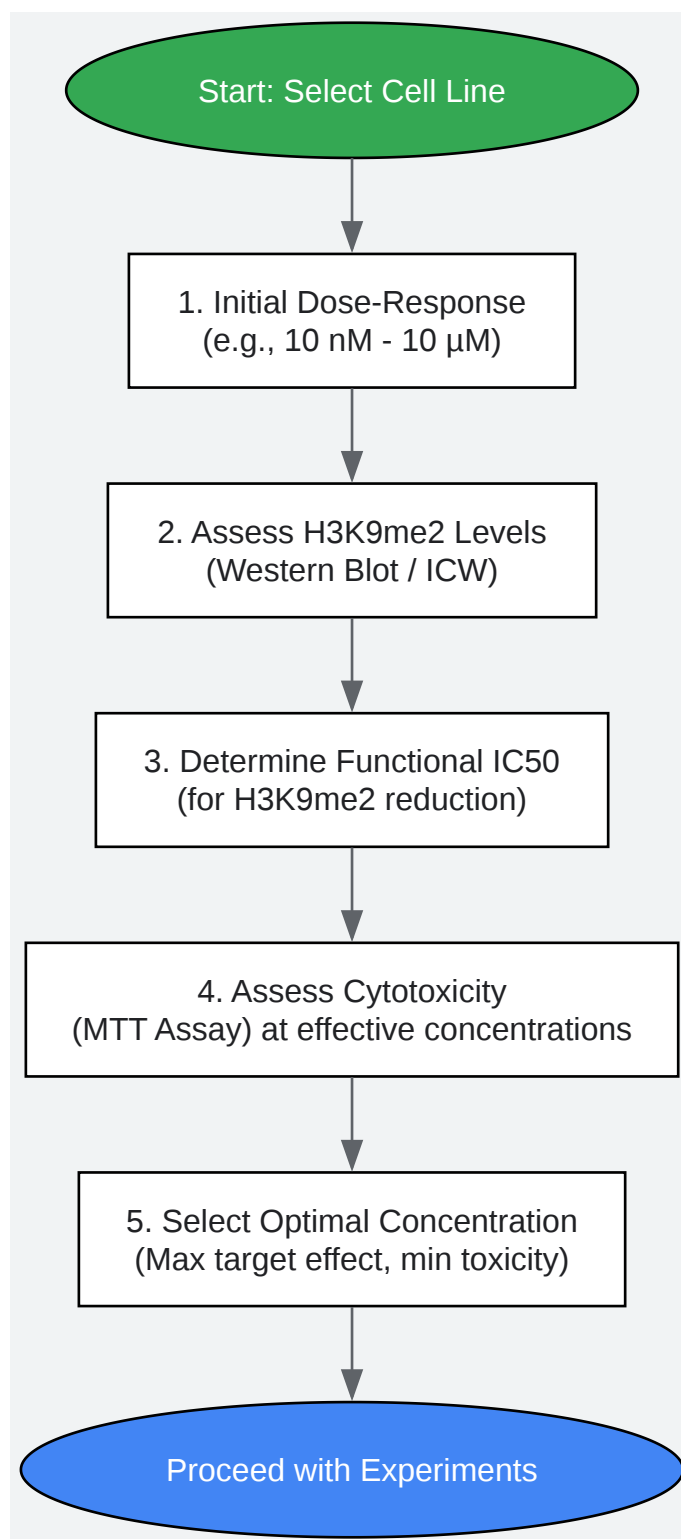 Start: Select Cell Line
1. Initial Dose-Response
(e.g., 10 nM - 10 µM)
2. Assess H3K9me2 Levels
(Western Blot / ICW)
3. Determine Functional IC50
(for H3K9me2 reduction)
4. Assess Cytotoxicity
(MTT Assay) at effective concentrations
5. Select Optimal Concentration
(Max target effect, min toxicity)
Proceed with Experiments